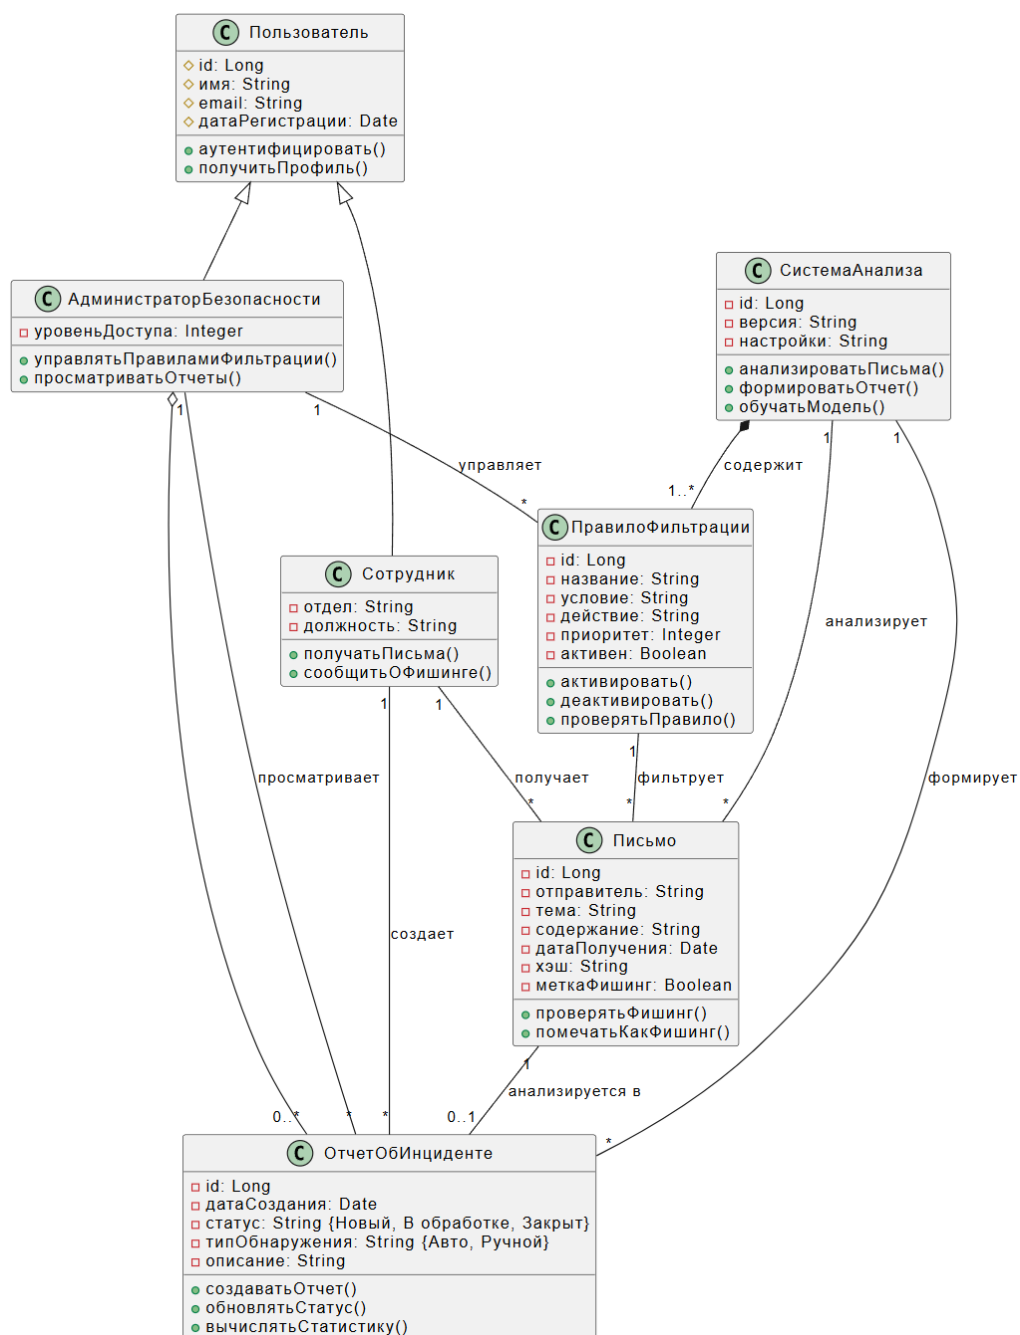 C Пользователь
id: Long
имя: String
email: String
датаРегистрации: Date
аутентифицировать()
получитьПрофиль()
C АдминистраторБезопасности
уровеньДоступа: Integer
управлятьПравиламиФильтрации()
просматриватьОтчеты()
C СистемаАнализа
id: Long
версия: String
настройки: String
анализироватьПисьма()
формироватьОтчет()
обучатьМодель()
1
1
1
1
управляет
содержит
*
1..*
C ПравилоФильтрации
id: Long
название: String
условие: String
действие: String
приоритет: Integer
активен: Boolean
активировать()
деактивировать()
проверятьПравило()
C Сотрудник
отдел: String
должность: String
получатьПисьма()
сообщитьОФишинге()
анализирует
1
1
1
просматривает
получает
фильтрует
формирует
*
*
*
C Письмо
id: Long
отправитель: String
тема: String
содержание: String
датаПолучения: Date
хэш: String
меткаФишинг: Boolean
проверятьФишинг()
помечатьКакФишинг()
создает
1
анализируется в
0..*
*
*
0..1
*
C ОтчетОбИнциденте
id: Long
датаСоздания: Date
статус: String {Новый, В обработке, Закрыт}
типОбнаружения: String {Авто, Ручной}
описание: String
создаватьОтчет()
обновлятьСтатус()
вычислятьСтатистику()